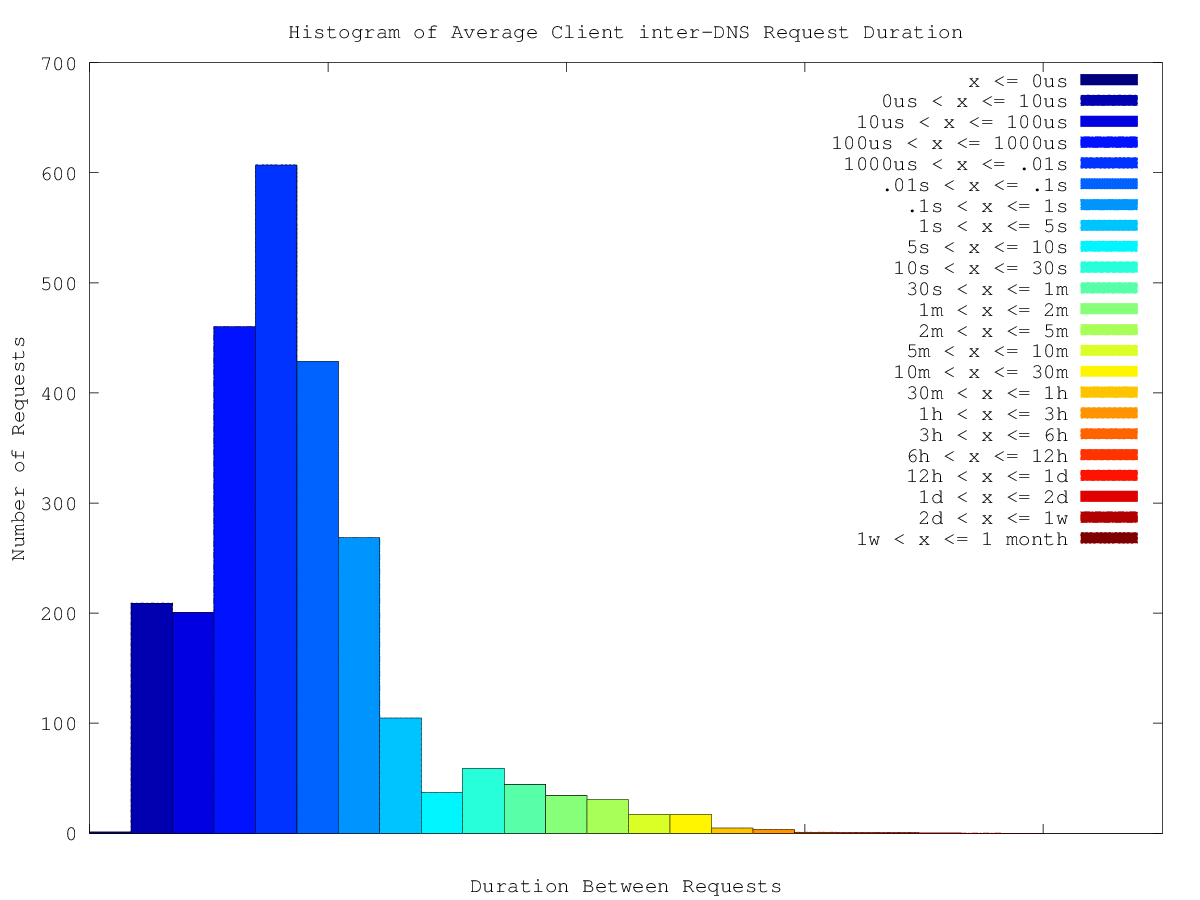 Histogram of Average Client inter-DNS Request Duration
700
600
500
400
300
200
100
0
Number of Requests
x <= 0us
0us < x <= 10us
10us < x <= 100us
100us < x <= 1000us
1000us < x <= .01s
.01s < x <= .1s
.1s < x <= 1s
1s < x <= 5s
5s < x <= 10s
10s < x <= 30s
30s < x <= 1m
1m < x <= 2m
2m < x <= 5m
5m < x <= 10m
10m < x <= 30m
30m < x <= 1h
1h < x <= 3h
3h < x <= 6h
6h < x <= 12h
12h < x <= 1d
1d < x <= 2d
2d < x <= 1w
1w < x <= 1 month
Duration Between Requests